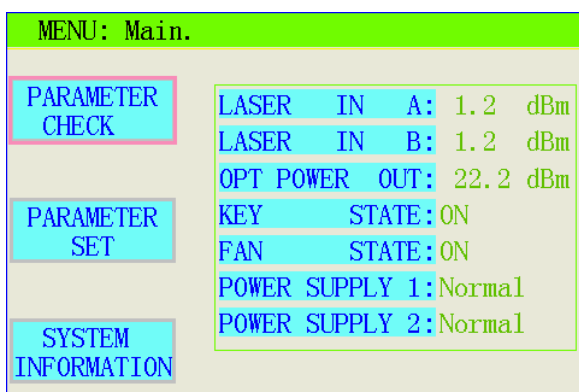 MENU: Main.
PARAMETER
CHECK
PARAMETER
SET
SYSTEM
INFORMATION
LASER IN A: 1.2 dBm
LASER IN B: 1.2 dBm
OPT POWER OUT: 22.2 dBm
KEY STATE:ON
FAN STATE:ON
POWER SUPPLY 1:Normal
POWER SUPPLY 2:Normal